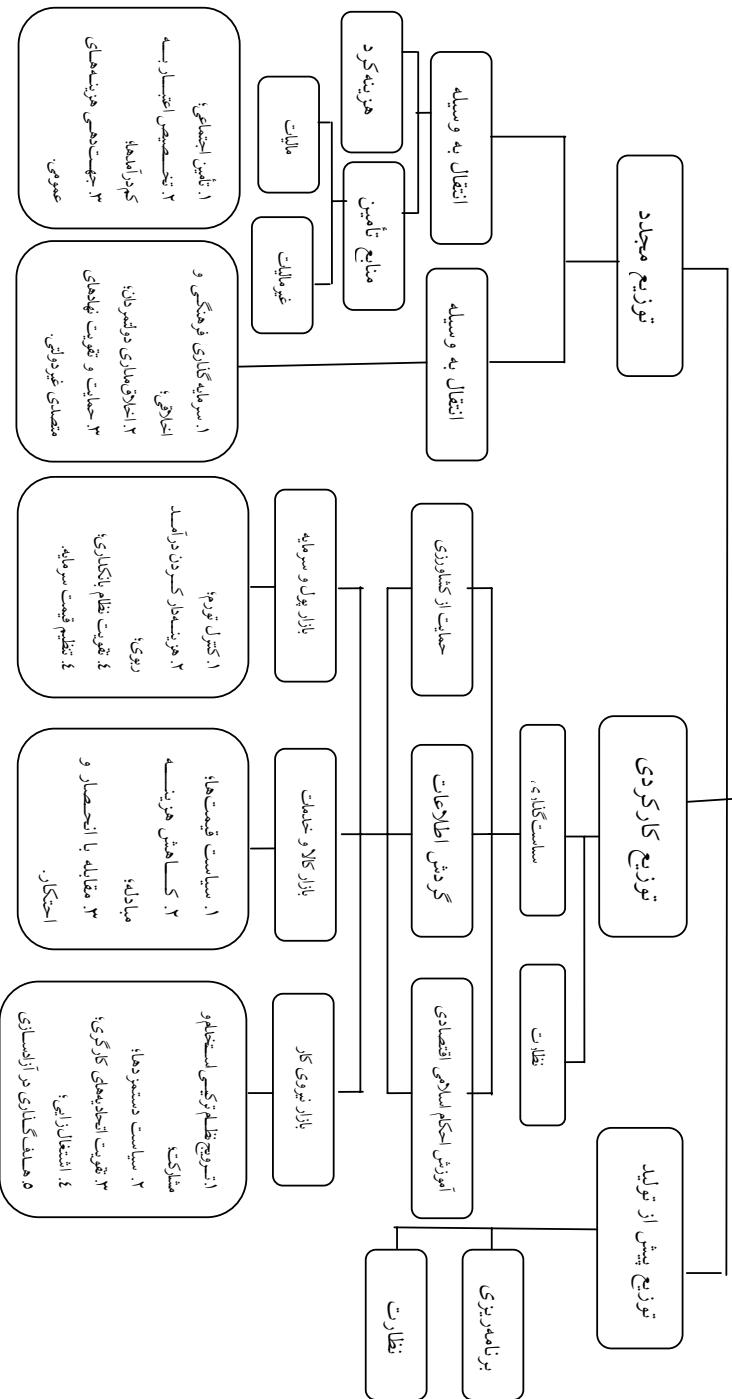 توزیع پیش از تولید
توزیع کارکردی
توزیع مجدد
برنامه‌ریزی
نظارت
نظارت
سیاست‌گذاری
آموزش احکام اسلامی اقتصادی
گردش اطلاعات
حمایت از کشاورزی
بازار نیروی کار
بازار کالا و خدمات
بازار پول و سرمایه
۱. ترویج نظام ترکیبی استخدام و
مشارکت؛
۲. سیاست دستمزدها؛
۳. تقویت اتحادیه‌های کارگری؛
٤. اشتغال‌زایی؛
۵. هدف‌گذاری در آزادسازی
۱. سیاست قیمت‌ها؛
۲. کاهش هزینه
مبادله؛
۳. مقابله با انحصار و
احتکار.
۱. کنترل تورم؛
۲. هزینه‌دار کردن درآمد
ربوی؛
٤. تقویت نظام بانکداری؛
٤. تنظیم قیمت سرمایه.
انتقال به وسیله
انتقال به وسیله
۱. سرمایه‌گذاری فرهنگی و
اخلاقی؛
۲. اخلاق‌مداری دولتمردان؛
۳. حمایت و تقویت نهادهای
متصدی غیردولتی.
منابع تأمین
هزینه کرد
غیرمالیات
مالیات
۱. تأمین اجتماعی؛
۲. تخصیص اعتبار به
کم‌درآمدها؛
۳. جهت‌دهی هزینه‌های
عمومی.